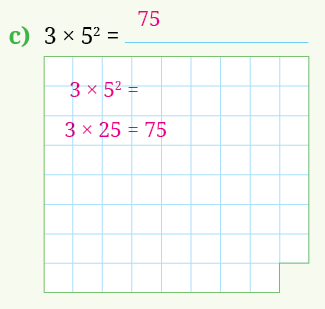 75
c) 3 × 5² =
3 × 5² =
3 × 25 = 75